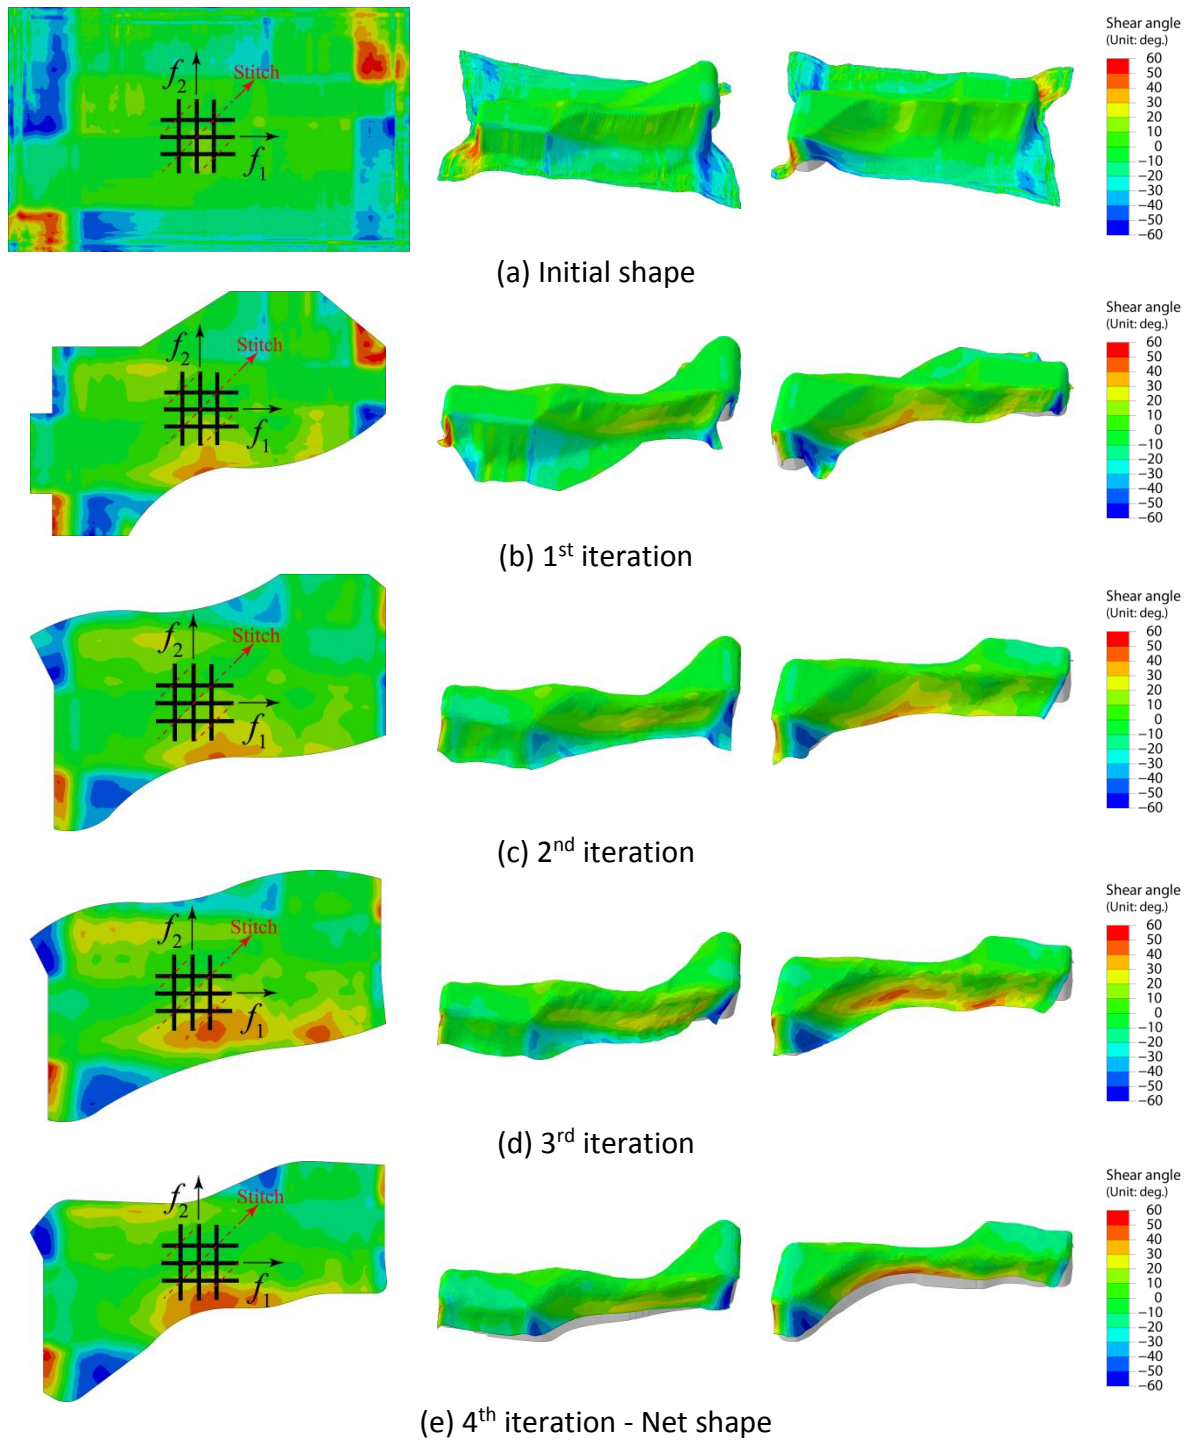 Shear angle
(Unit: deg.)
60
50
40
30
20
10
0
−10
−20
−30
−40
−50
−60
f2
Stitch
f1
(a) Initial shape
Shear angle
(Unit: deg.)
60
50
40
30
20
10
0
−10
−20
−30
−40
−50
−60
f2
Stitch
f1
(b) 1st iteration
Shear angle
(Unit: deg.)
60
50
40
30
20
10
0
−10
−20
−30
−40
−50
−60
f2
Stitch
f1
(c) 2nd iteration
Shear angle
(Unit: deg.)
60
50
40
30
20
10
0
−10
−20
−30
−40
−50
−60
f2
Stitch
f1
(d) 3rd iteration
Shear angle
(Unit: deg.)
60
50
40
30
20
10
0
−10
−20
−30
−40
−50
−60
f2
Stitch
f1
(e) 4th iteration - Net shape